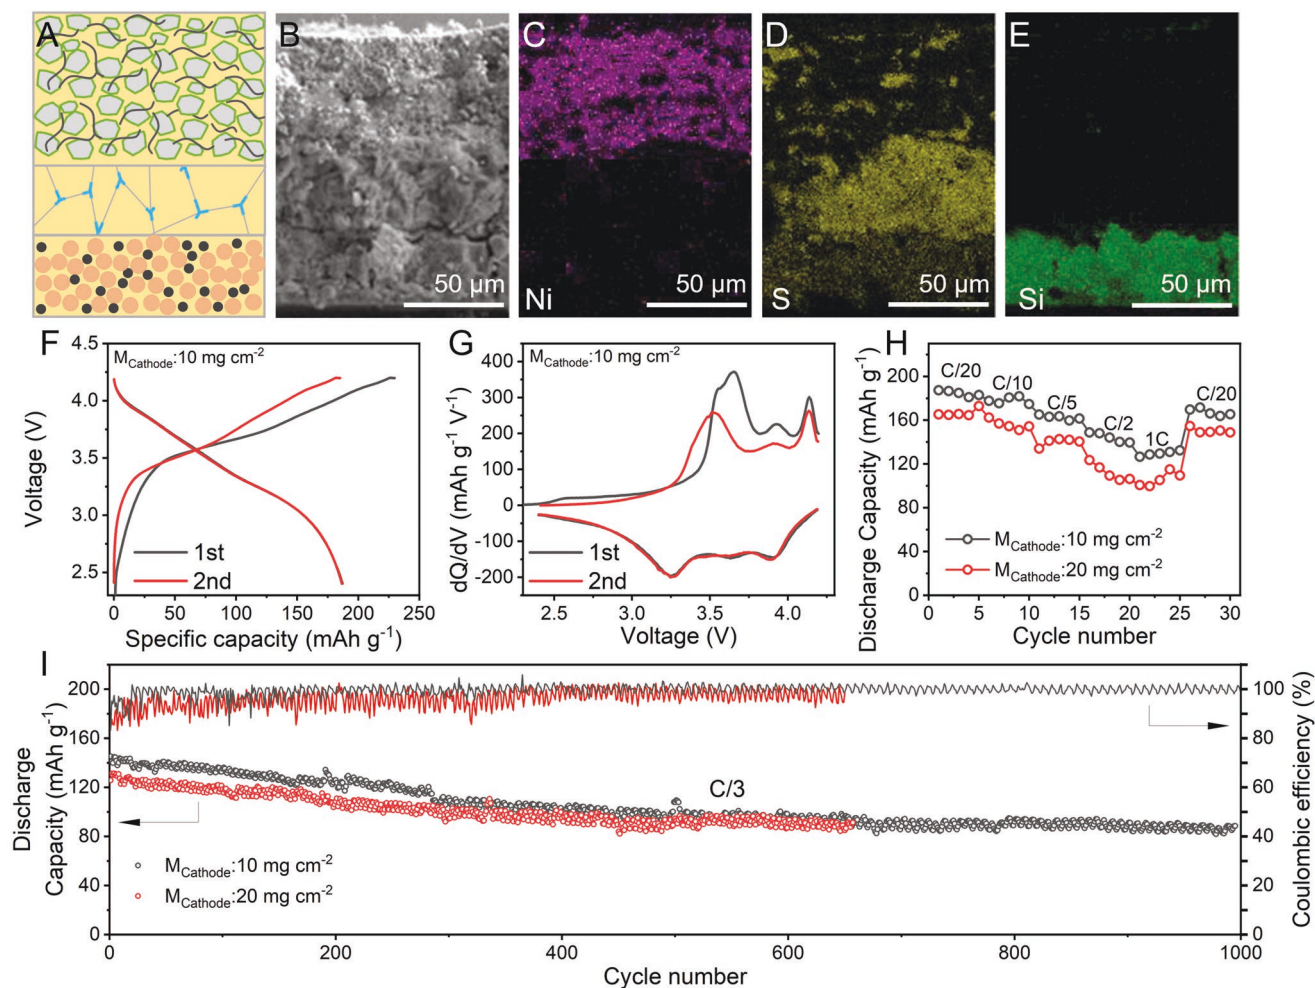 A
B
C
D
E
50 µm
Ni
50 µm
S
50 µm
Si
50 µm
F
M_Cathode:10 mg cm⁻²
4.5
4.0
3.5
3.0
2.5
Voltage (V)
1st
2nd
0 50 100 150 200 250
Specific capacity (mAh g⁻¹)
G
M_Cathode:10 mg cm⁻²
400
300
200
100
0
-100
-200
dQ/dV (mAh g⁻¹ V⁻¹)
1st
2nd
2.5 3.0 3.5 4.0
Voltage (V)
H
200
160
120
80
40
0
Discharge Capacity (mAh g⁻¹)
C/20
C/10
C/5
C/2
1C
C/20
M_Cathode:10 mg cm⁻²
M_Cathode:20 mg cm⁻²
0 5 10 15 20 25 30
Cycle number
I
200
160
120
80
40
0
Discharge
Capacity (mAh g⁻¹)
C/3
M_Cathode:10 mg cm⁻²
M_Cathode:20 mg cm⁻²
100
80
60
40
20
0
Coulombic efficiency (%)
0 200 400 600 800 1000
Cycle number